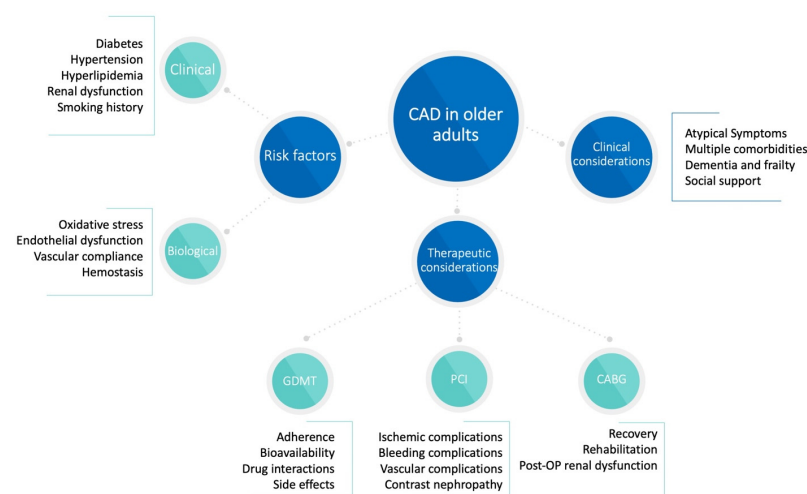 CAD in older
adults
Risk factors
Clinical
Diabetes
Hypertension
Hyperlipidemia
Renal dysfunction
Smoking history
Biological
Oxidative stress
Endothelial dysfunction
Vascular compliance
Hemostasis
Clinical
considerations
Atypical Symptoms
Multiple comorbidities
Dementia and frailty
Social support
Therapeutic
considerations
GDMT
Adherence
Bioavailability
Drug interactions
Side effects
PCI
Ischemic complications
Bleeding complications
Vascular complications
Contrast nephropathy
CABG
Recovery
Rehabilitation
Post-OP renal dysfunction